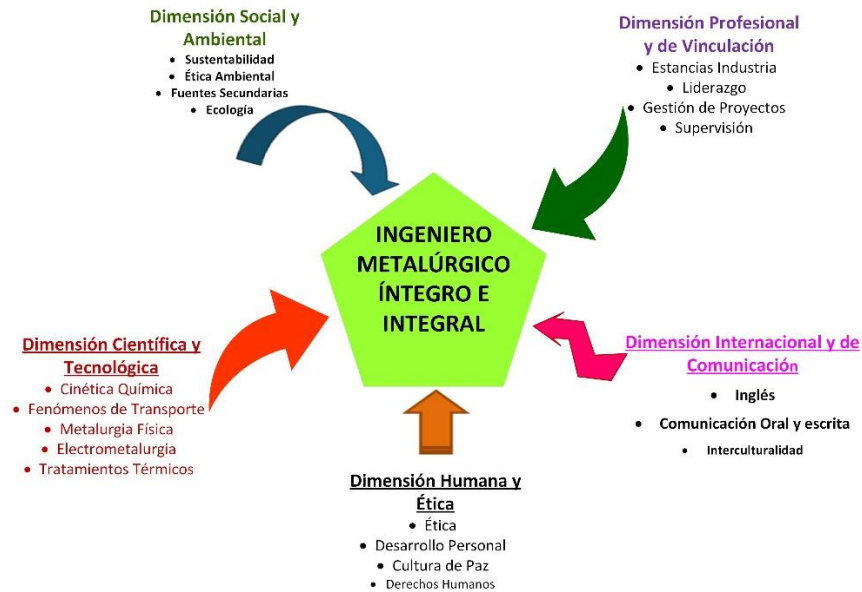 Dimensión Social y
Ambiental
• Sustentabilidad
• Ética Ambiental
• Fuentes Secundarias
• Ecología
Dimensión Profesional
y de Vinculación
• Estancias Industria
• Liderazgo
• Gestión de Proyectos
• Supervisión
INGENIERO
METALÚRGICO
ÍNTEGRO E
INTEGRAL
Dimensión Científica y
Tecnológica
• Cinética Química
• Fenómenos de Transporte
• Metalurgia Física
• Electrometalurgia
• Tratamientos Térmicos
Dimensión Internacional y de
Comunicación
• Inglés
• Comunicación Oral y escrita
• Interculturalidad
Dimensión Humana y
Ética
• Ética
• Desarrollo Personal
• Cultura de Paz
• Derechos Humanos